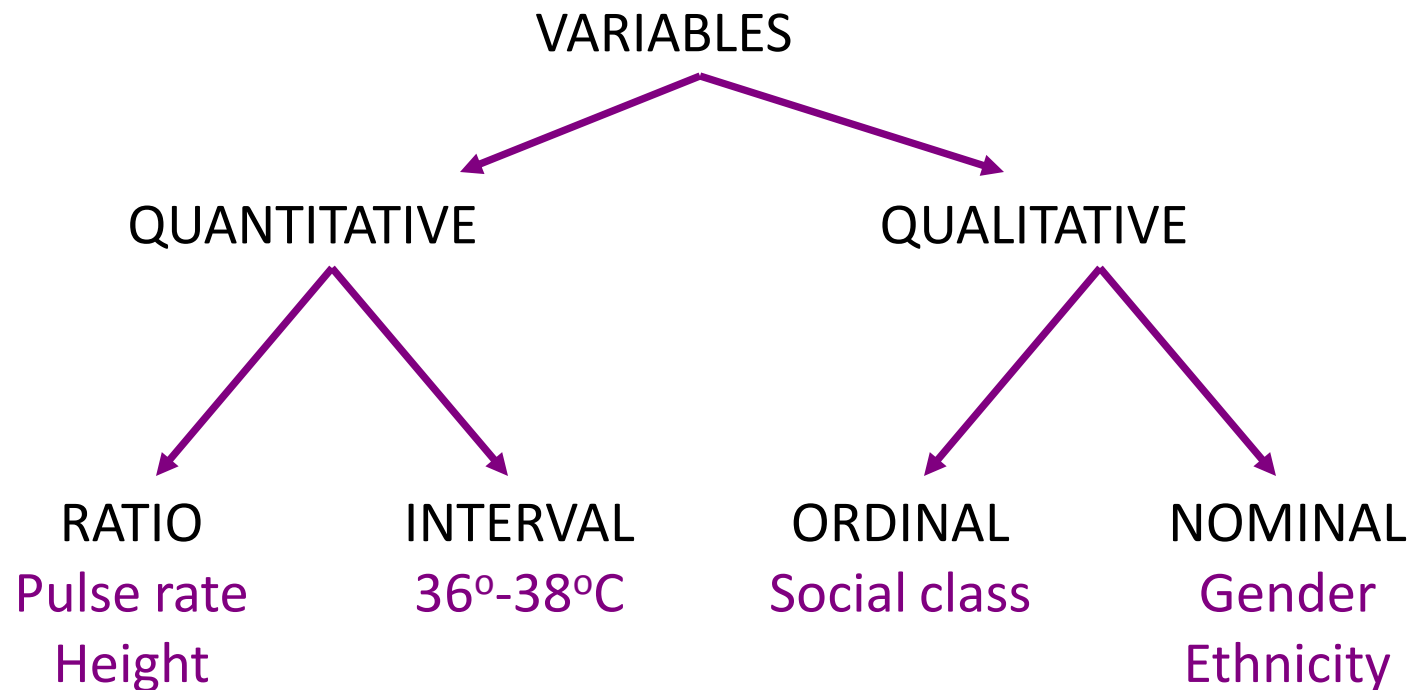 VARIABLES
QUANTITATIVE QUALITATIVE
RATIO INTERVAL ORDINAL NOMINAL
Pulse rate 36º-38ºC Social class Gender
Height Ethnicity